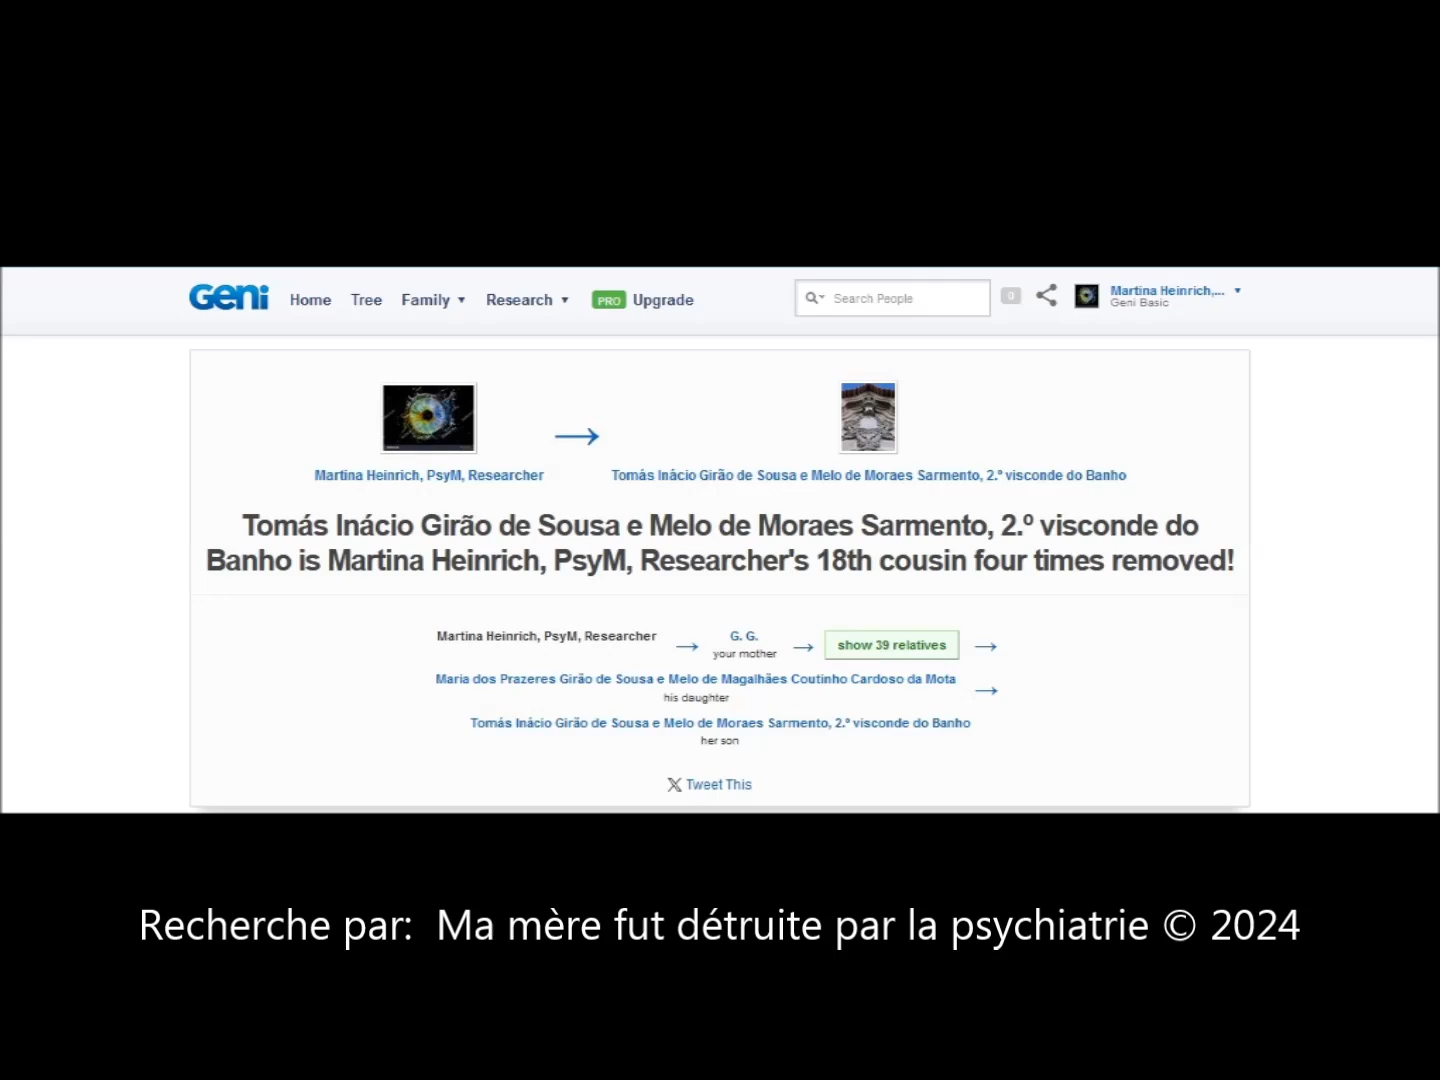 Geni Home Tree Family Research PRO Upgrade Search People 0 Martina Heinrich,...
Geni Basic
Martina Heinrich, PsyM, Researcher Tomás Inácio Girão de Sousa e Melo de Moraes Sarmento, 2.º visconde do Banho
Tomás Inácio Girão de Sousa e Melo de Moraes Sarmento, 2.º visconde do
Banho is Martina Heinrich, PsyM, Researcher's 18th cousin four times removed!
Martina Heinrich, PsyM, Researcher → G. G. → show 39 relatives →
your mother
Maria dos Prazeres Girão de Sousa e Melo de Magalhães Coutinho Cardoso da Mota →
his daughter
Tomás Inácio Girão de Sousa e Melo de Moraes Sarmento, 2.º visconde do Banho
her son
X Tweet This
Recherche par: Ma mère fut détruite par la psychiatrie © 2024